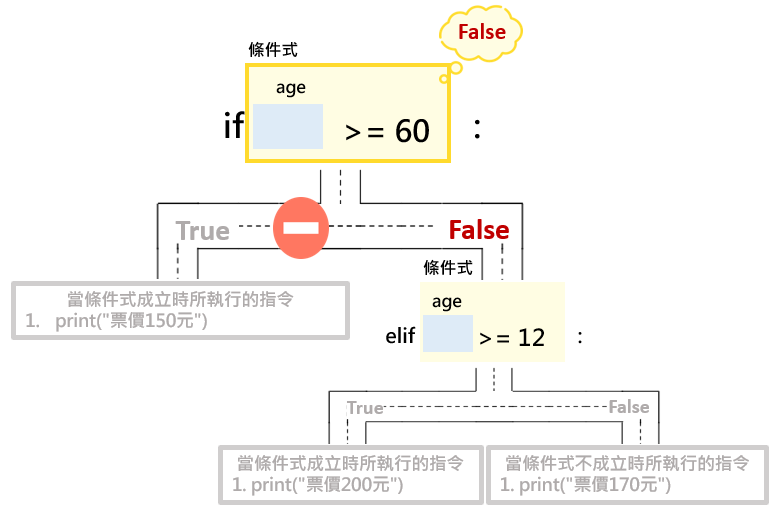 False
條件式
age
if >= 60 :
True False
當條件式成立時所執行的指令
1. print("票價150元")
條件式
age
elif >= 12 :
True False
當條件式成立時所執行的指令
1. print("票價200元")
當條件式不成立時所執行的指令
1. print("票價170元")